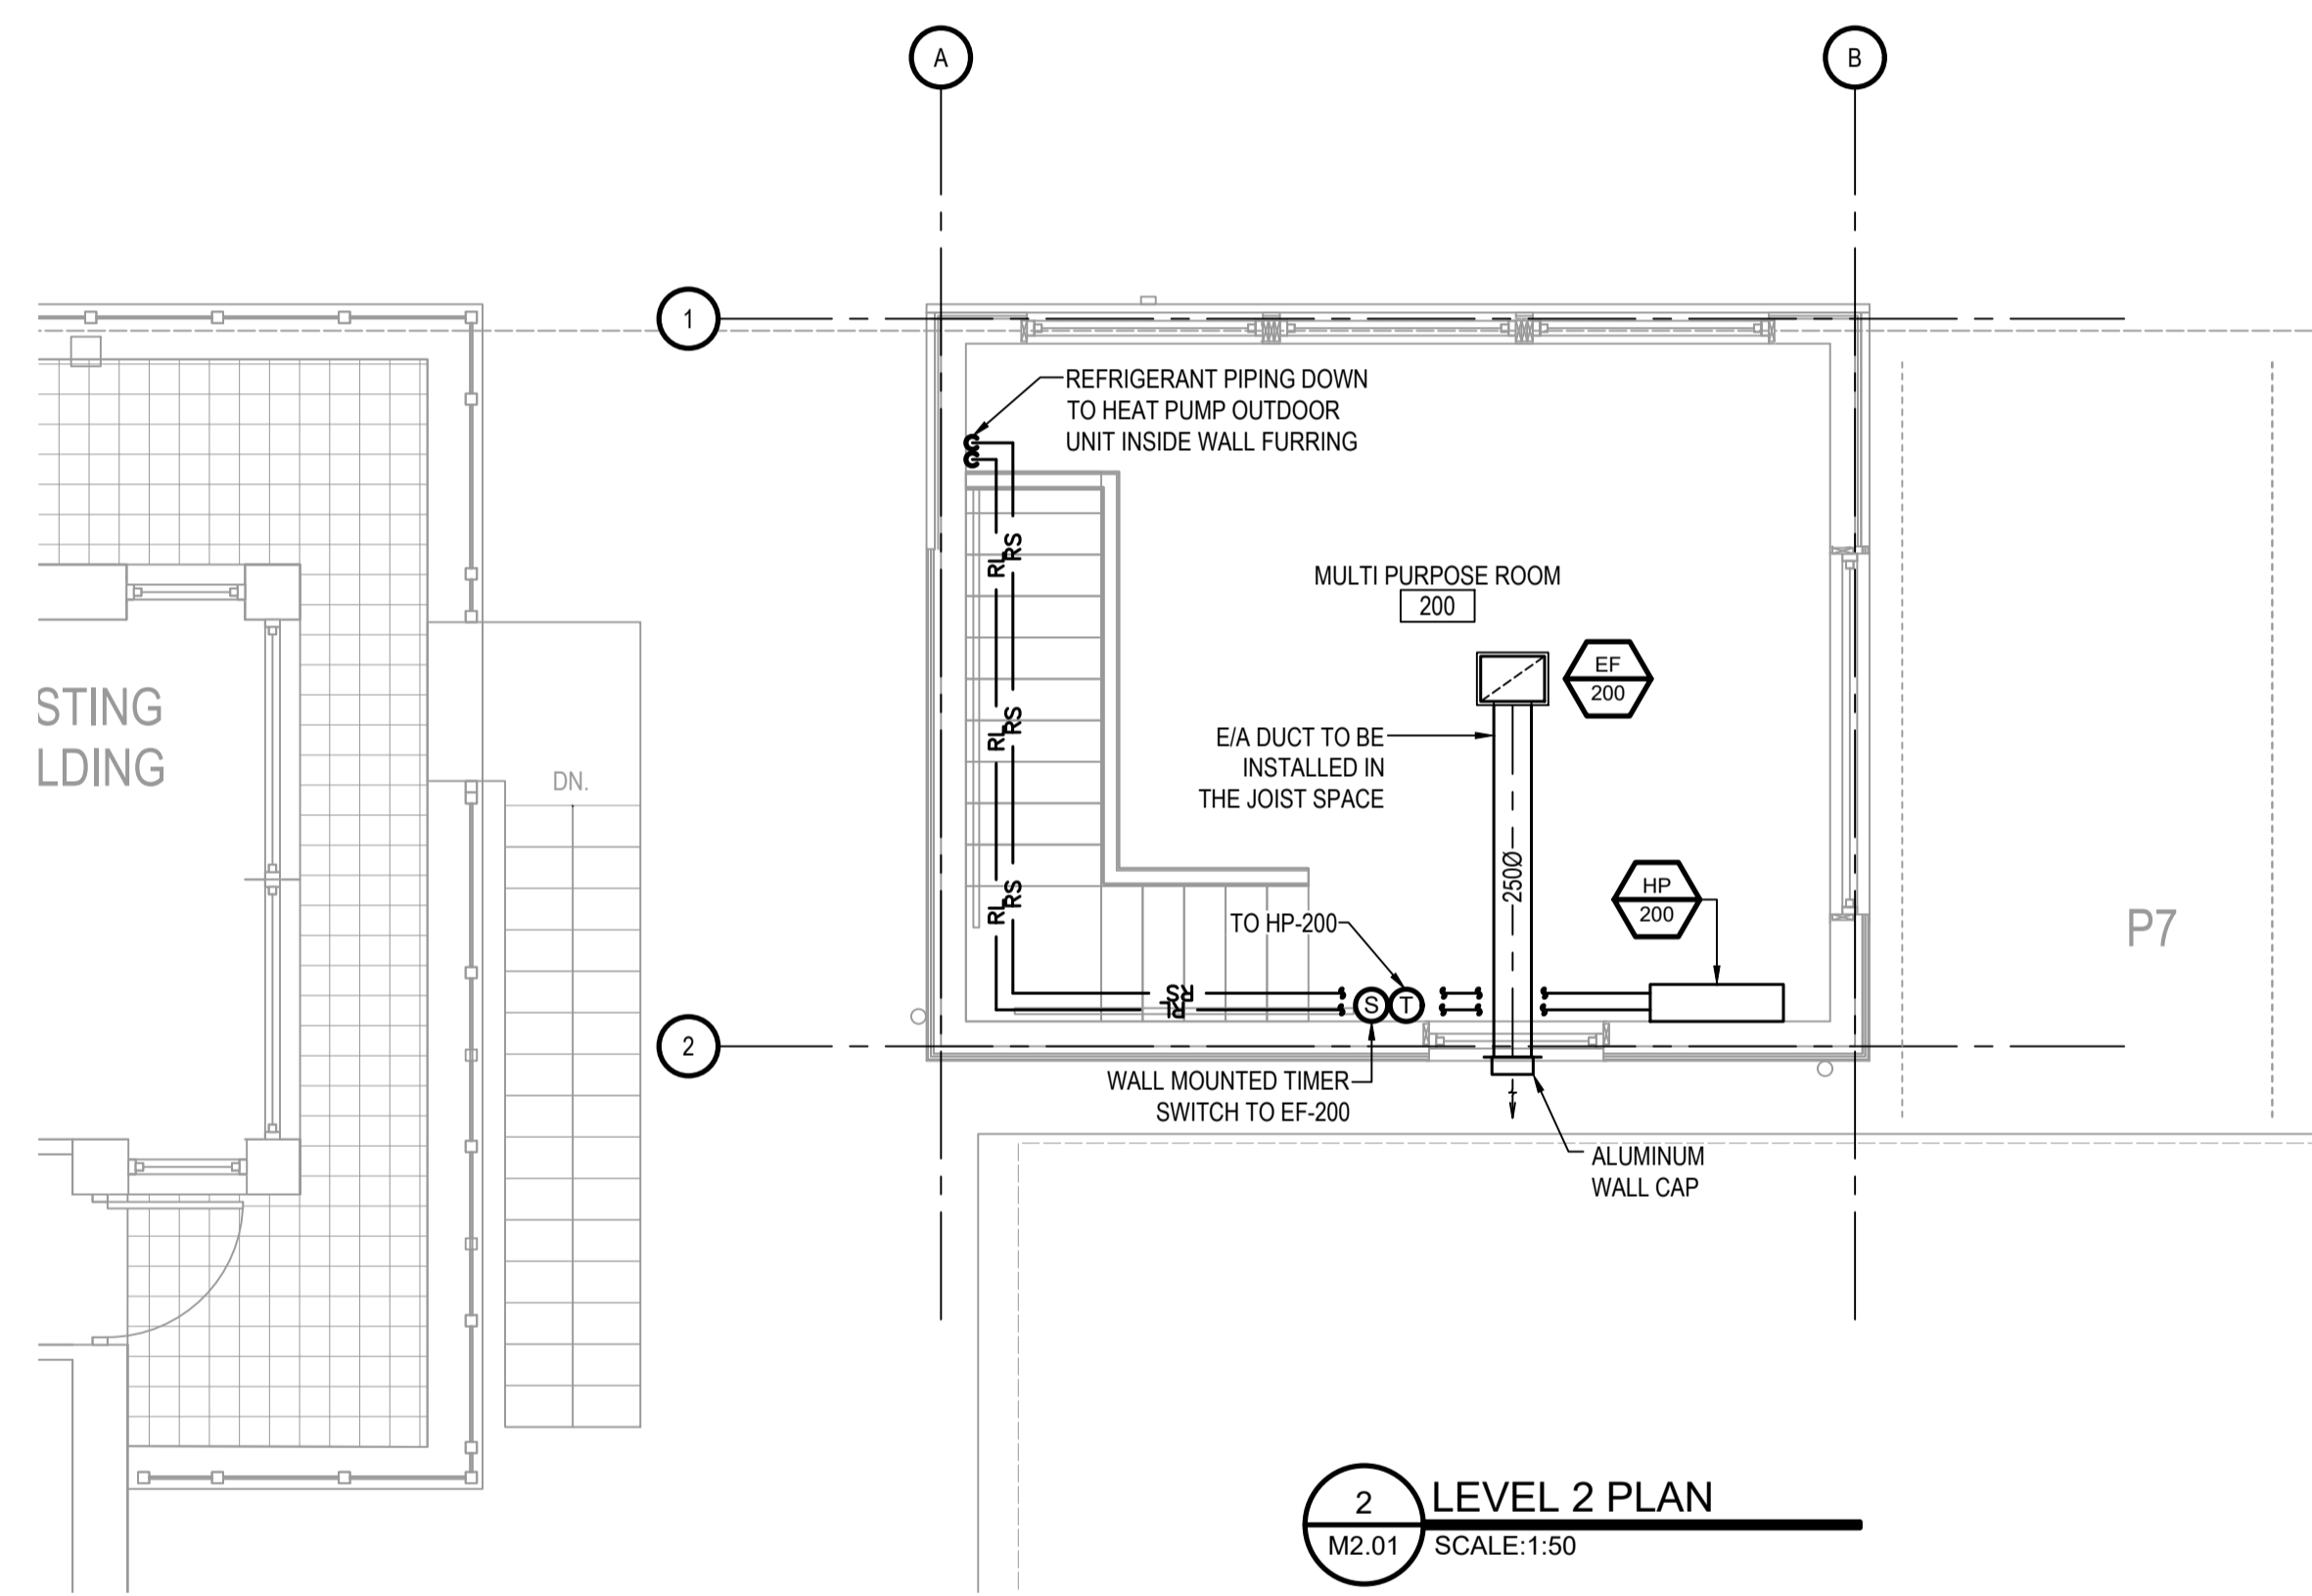 A
B
1
REFRIGERANT PIPING DOWN
TO HEAT PUMP OUTDOOR
UNIT INSIDE WALL FURRING
RL
RS
MULTI PURPOSE ROOM
200
STING
LDING
EF
200
RL
RS
E/A DUCT TO BE
INSTALLED IN
THE JOIST SPACE
DN.
250Ø
HP
200
RL
RS
TO HP-200
P7
RS
RL
S
T
2
WALL MOUNTED TIMER
SWITCH TO EF-200
ALUMINUM
WALL CAP
2
M2.01
LEVEL 2 PLAN
SCALE:1:50